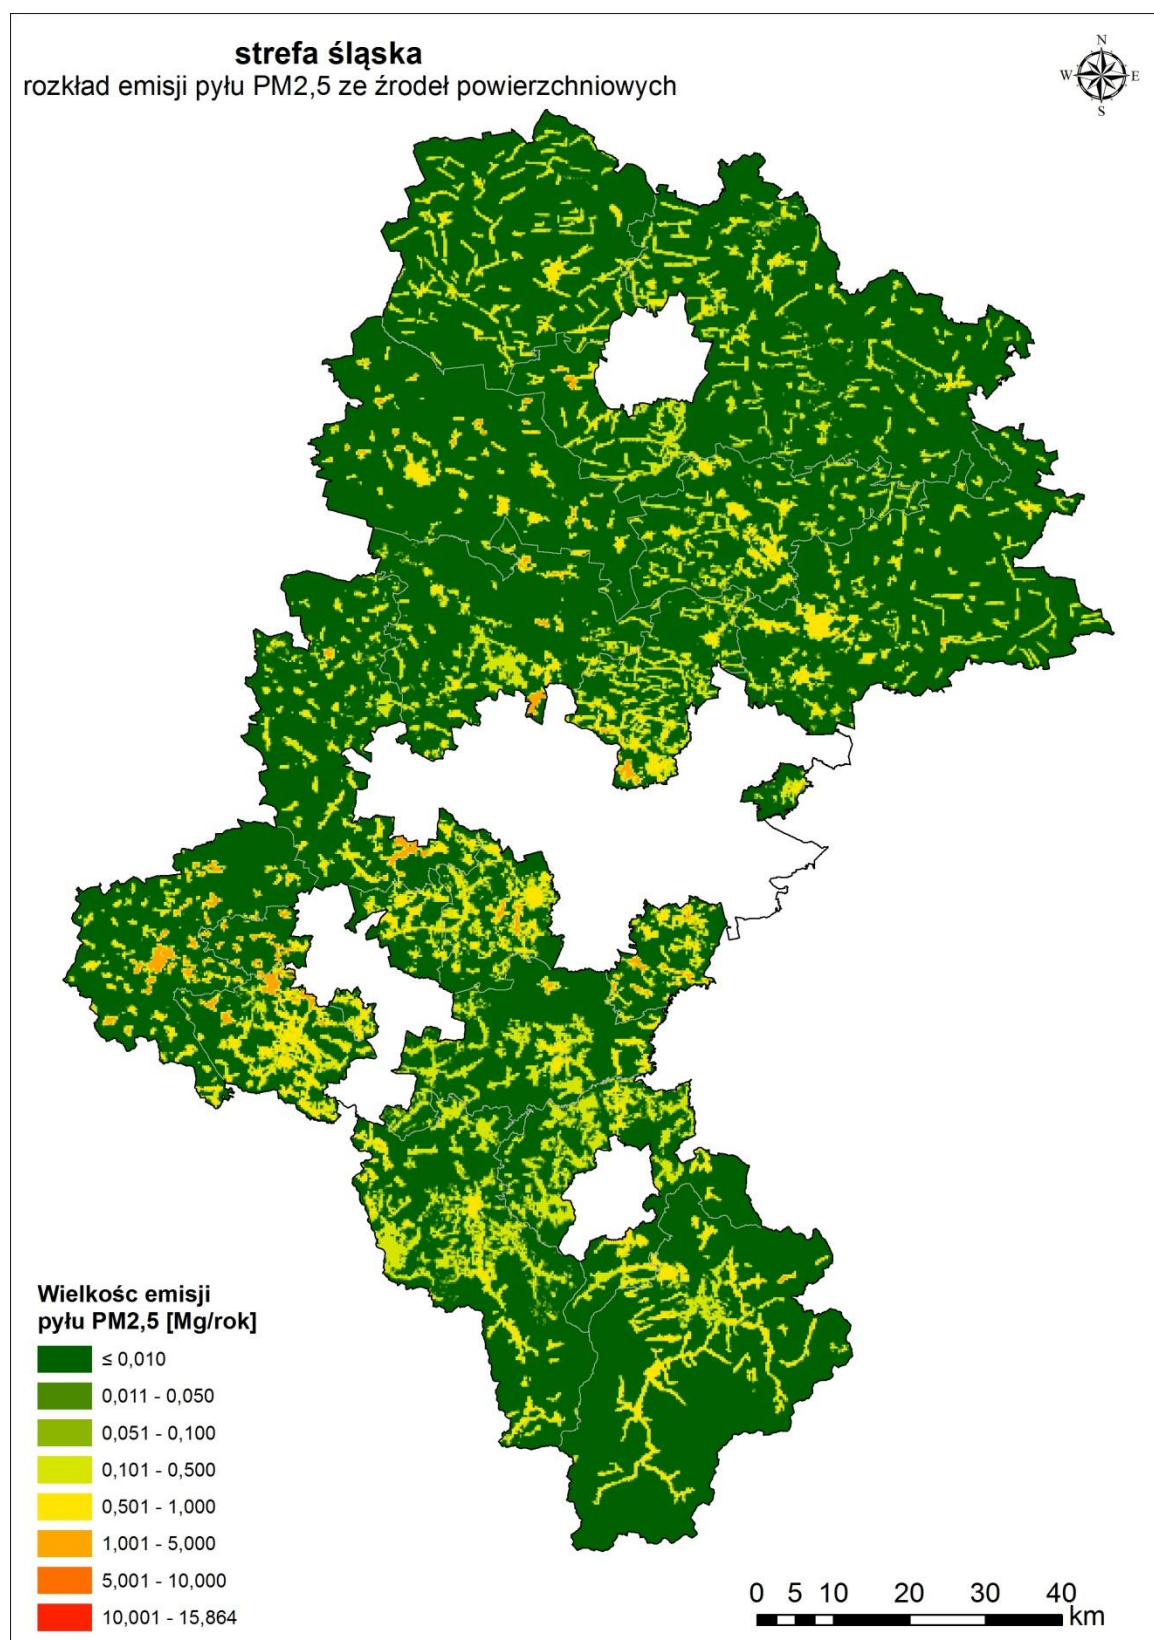 strefa śląska
rozkład emisji pyłu PM2,5 ze źrodeł powierzchniowych
N
W E
S
Wielkośc emisji
pyłu PM2,5 [Mg/rok]
≤ 0,010
0,011 - 0,050
0,051 - 0,100
0,101 - 0,500
0,501 - 1,000
1,001 - 5,000
5,001 - 10,000
10,001 - 15,864
0 5 10 20 30 40
km